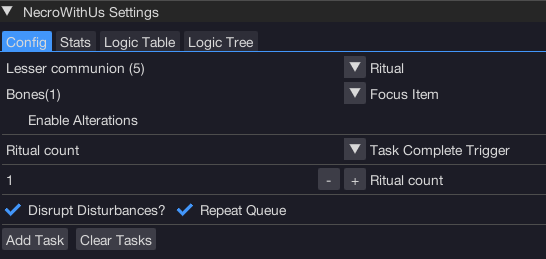 NecroWithUs Settings
Config Stats Logic Table Logic Tree
Lesser communion (5) Ritual
Bones(1) Focus Item
Enable Alterations
Ritual count Task Complete Trigger
1 - + Ritual count
Disrupt Disturbances? Repeat Queue
Add Task Clear Tasks